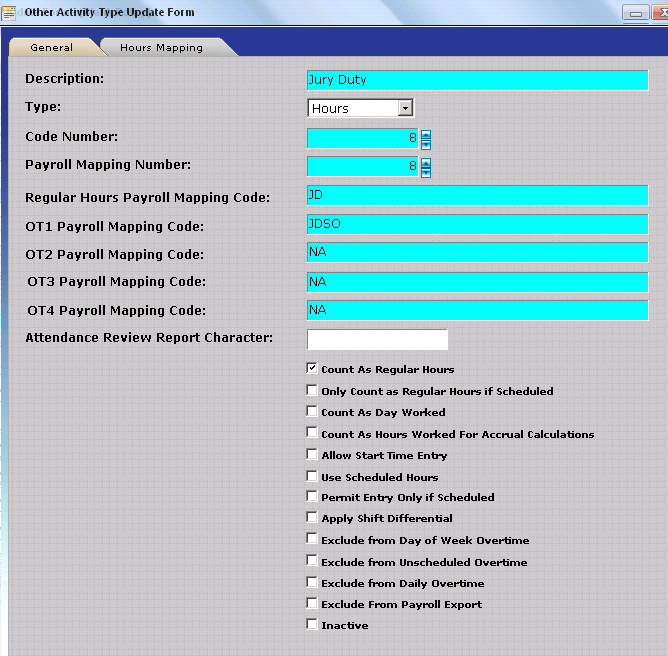 Other Activity Type Update Form
General Hours Mapping
Description: Jury Duty
Type: Hours
Code Number: 8
Payroll Mapping Number: 8
Regular Hours Payroll Mapping Code: JD
OT1 Payroll Mapping Code: JDSO
OT2 Payroll Mapping Code: NA
OT3 Payroll Mapping Code: NA
OT4 Payroll Mapping Code: NA
Attendance Review Report Character:
Count As Regular Hours
Only Count as Regular Hours if Scheduled
Count As Day Worked
Count As Hours Worked For Accrual Calculations
Allow Start Time Entry
Use Scheduled Hours
Permit Entry Only if Scheduled
Apply Shift Differential
Exclude from Day of Week Overtime
Exclude from Unscheduled Overtime
Exclude from Daily Overtime
Exclude From Payroll Export
Inactive